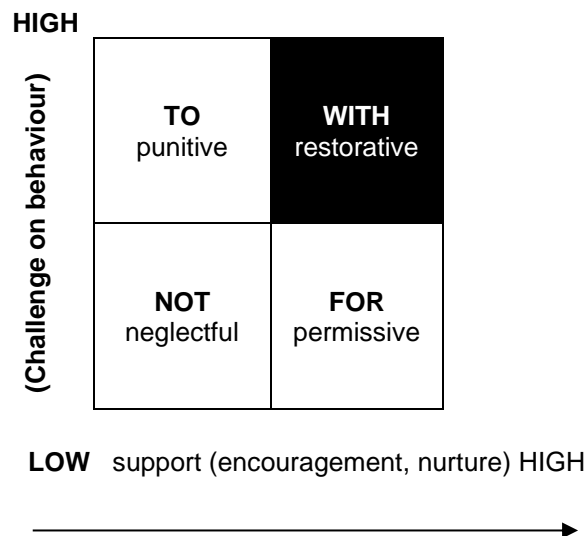 HIGH
(Challenge on behaviour)
TO
punitive
WITH
restorative
NOT
neglectful
FOR
permissive
LOW support (encouragement, nurture) HIGH